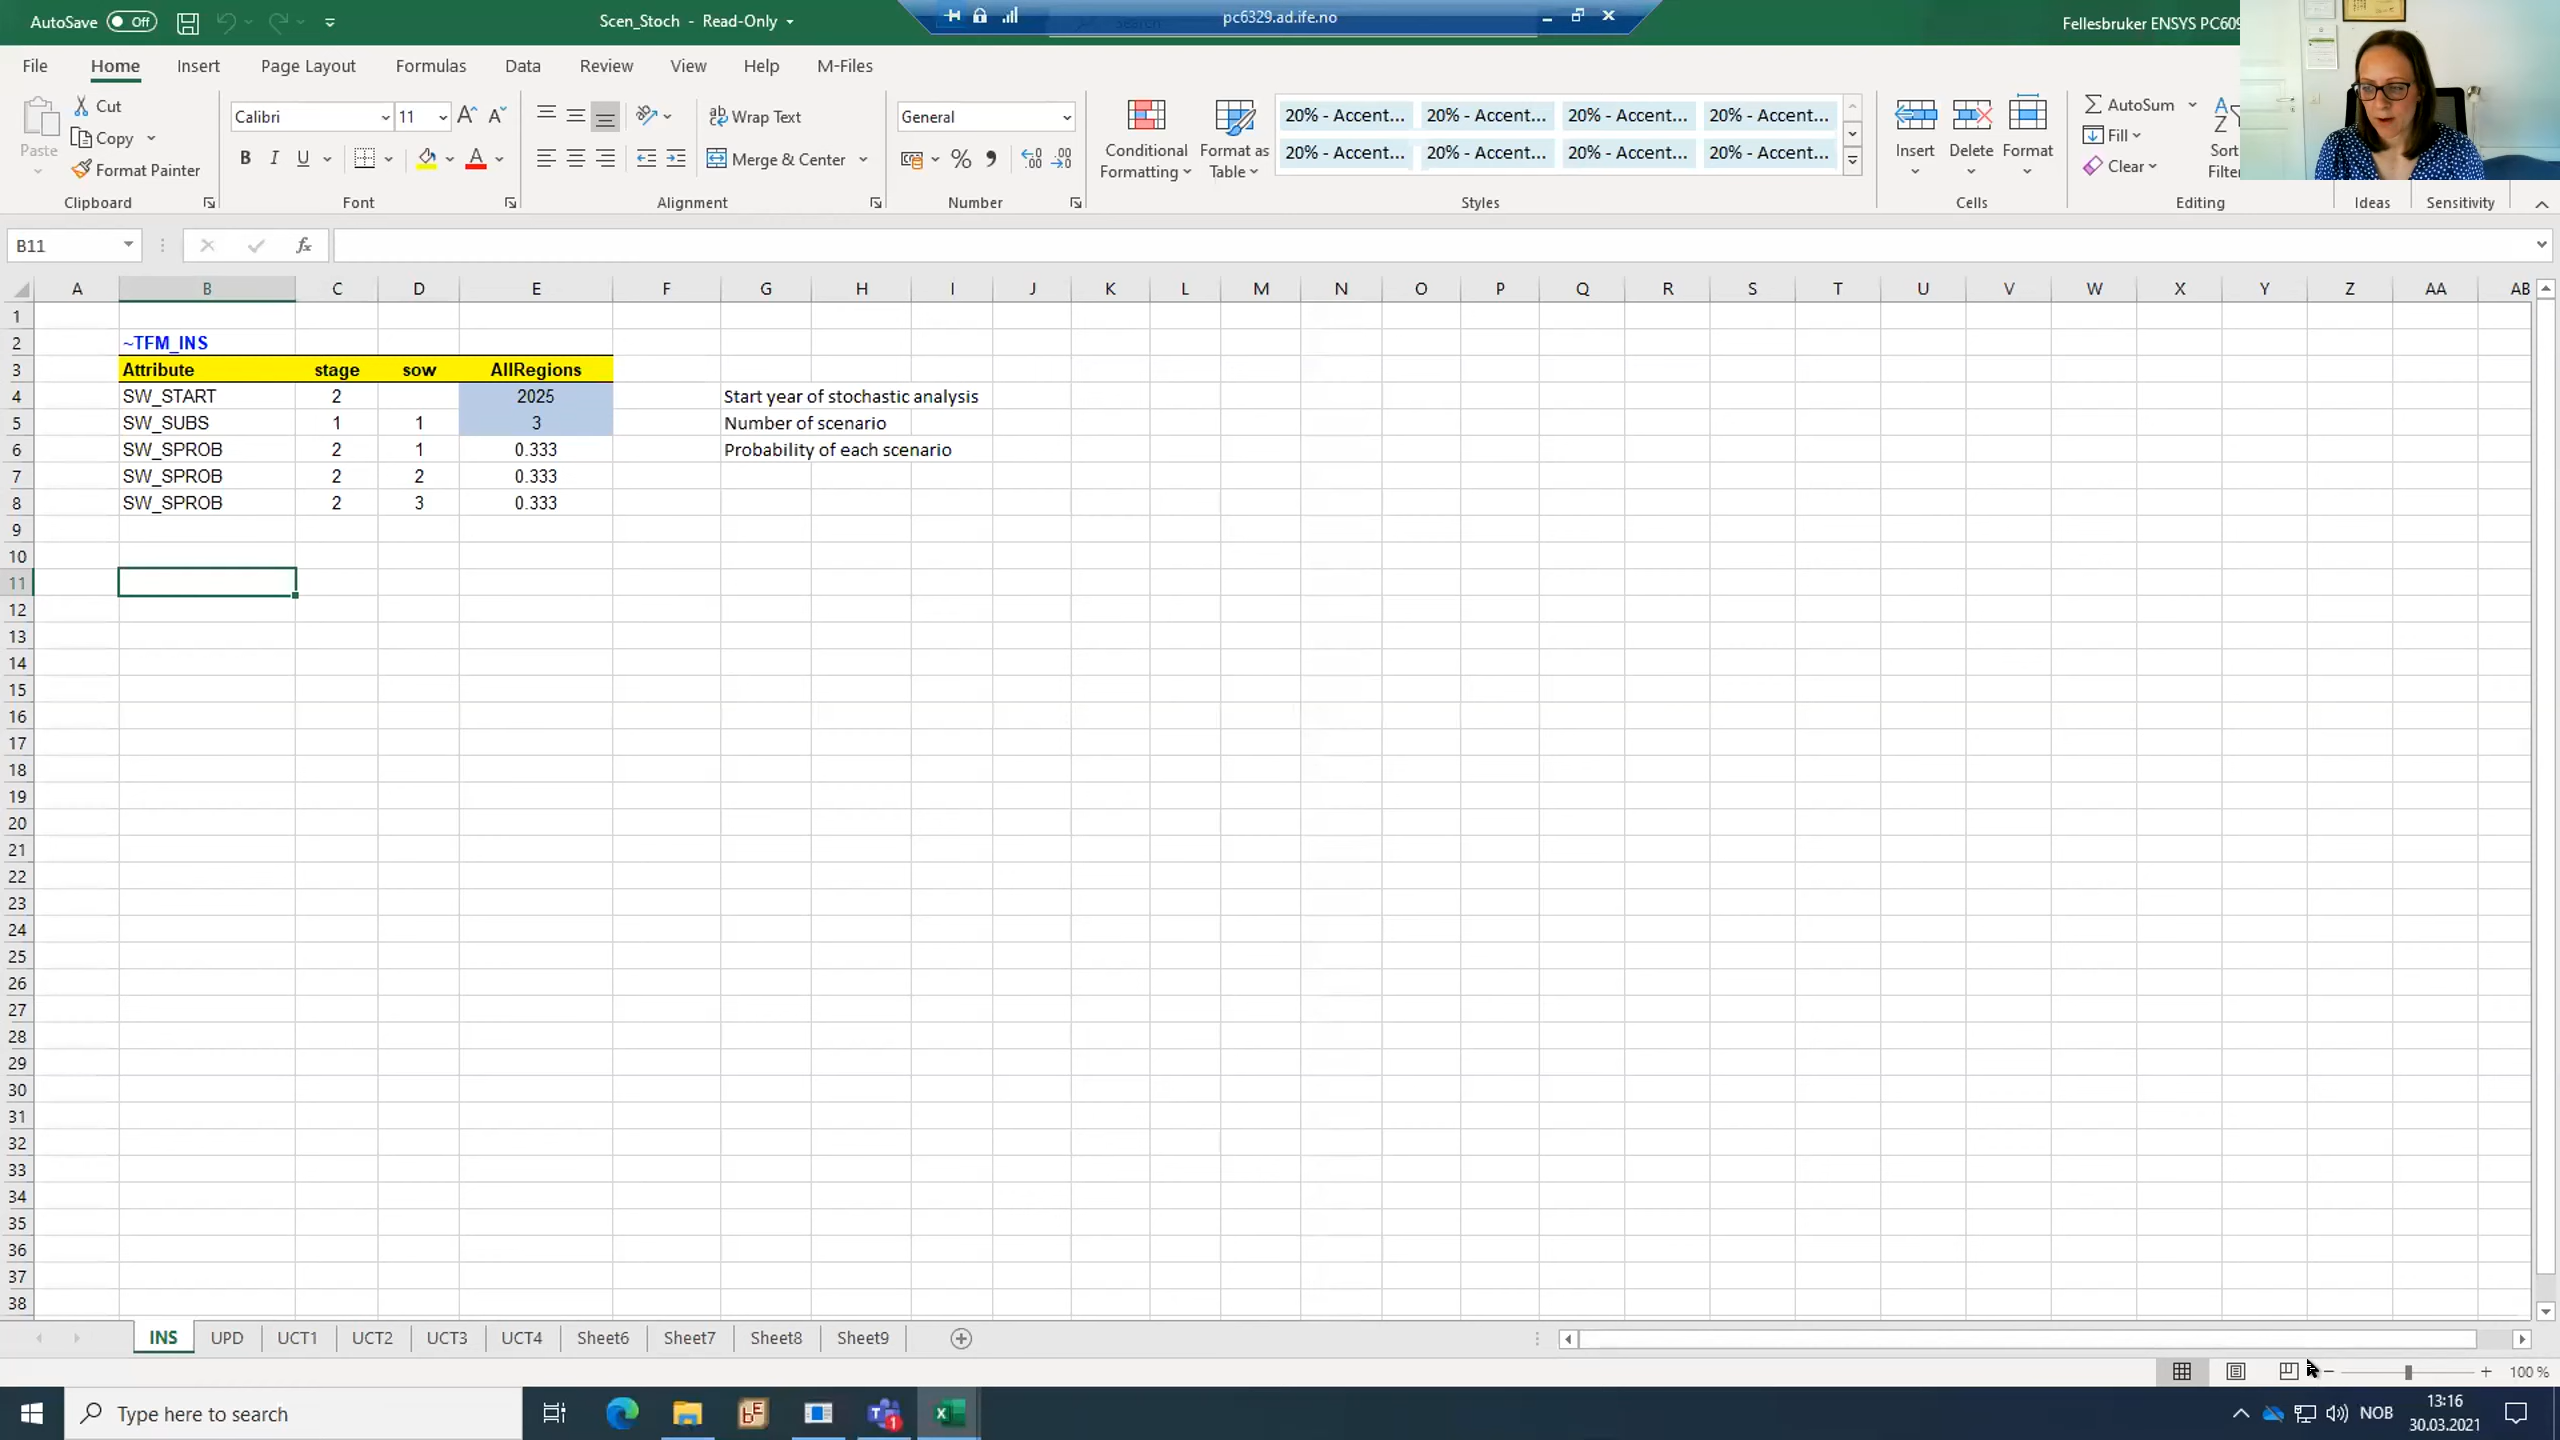 AutoSave Off Scen_Stoch - Read-Only pc6329.ad.ife.no Fellesbruker ENSYS PC609
File Home Insert Page Layout Formulas Data Review View Help M-Files
Cut
Copy
Format Painter
Paste
Clipboard
Calibri 11
B I U
Font
Wrap Text
Merge & Center
Alignment
General
Number
Conditional Formatting
Format as Table
20% - Accent... 20% - Accent... 20% - Accent... 20% - Accent...
20% - Accent... 20% - Accent... 20% - Accent... 20% - Accent...
Styles
Insert Delete Format
Cells
AutoSum
Fill
Clear
Editing
Ideas
Sensitivity
B11 fx
A B C D E F G H I J K L M N O P Q R S T U V W X Y Z AA AB
1
2 ~TFM_INS
3 Attribute stage sow AllRegions
4 SW_START 2 2025 Start year of stochastic analysis
5 SW_SUBS 1 1 3 Number of scenario
6 SW_SPROB 2 1 0.333 Probability of each scenario
7 SW_SPROB 2 2 0.333
8 SW_SPROB 2 3 0.333
9
10
11
12
13
14
15
16
17
18
19
20
21
22
23
24
25
26
27
28
29
30
31
32
33
34
35
36
37
38
INS UPD UCT1 UCT2 UCT3 UCT4 Sheet6 Sheet7 Sheet8 Sheet9
100 %
Type here to search
NOB
13:16
30.03.2021